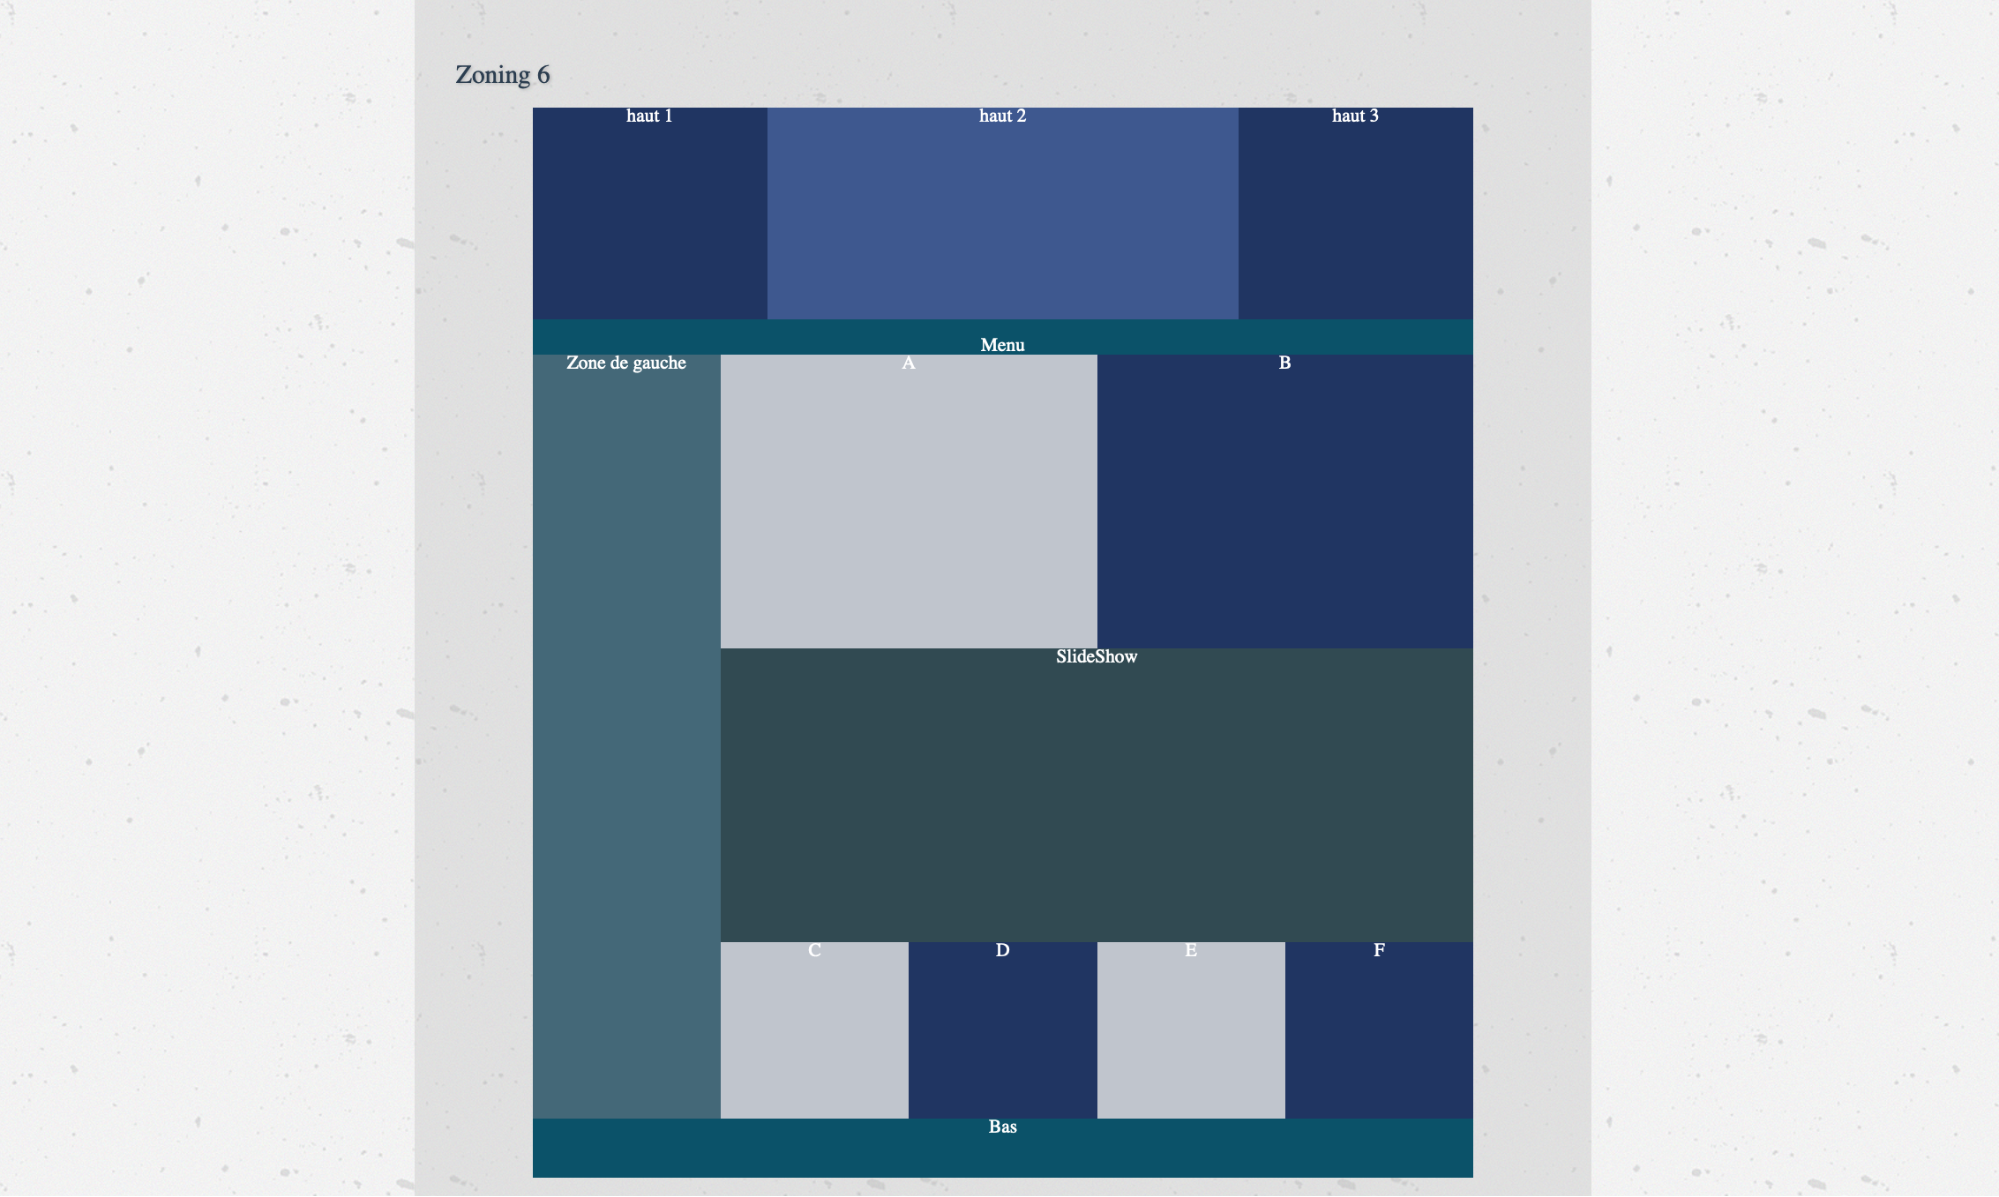 Zoning 6
haut 1
haut 2
haut 3
Menu
Zone de gauche
A
B
SlideShow
C
D
E
F
Bas